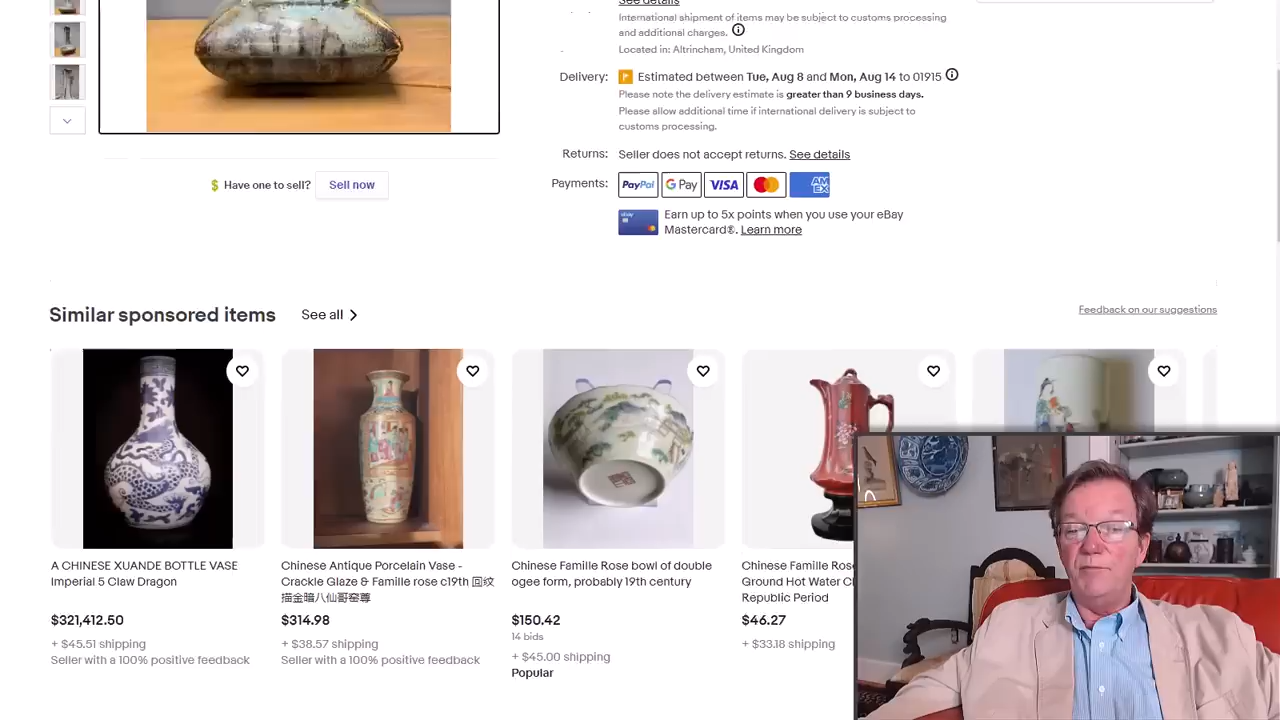 See details
International shipment of items may be subject to customs processing
and additional charges.
Located in: Altrincham, United Kingdom
Delivery:
Estimated between Tue, Aug 8 and Mon, Aug 14 to 01915
Please note the delivery estimate is greater than 9 business days.
Please allow additional time if international delivery is subject to
customs processing.
Returns:
Seller does not accept returns. See details
Have one to sell? Sell now
Payments:
PayPal G Pay VISA AMEX
Earn up to 5x points when you use your eBay
Mastercard®. Learn more
Similar sponsored items
See all
Feedback on our suggestions
A CHINESE XUANDE BOTTLE VASE
Imperial 5 Claw Dragon
$321,412.50
+ $45.51 shipping
Seller with a 100% positive feedback
Chinese Antique Porcelain Vase -
Crackle Glaze & Famille rose c19th 回纹
描金暗八仙哥窑尊
$314.98
+ $38.57 shipping
Seller with a 100% positive feedback
Chinese Famille Rose bowl of double
ogee form, probably 19th century
$150.42
14 bids
+ $45.00 shipping
Popular
Chinese Famille Rose
Ground Hot Water
Republic Period
$46.27
+ $33.18 shipping